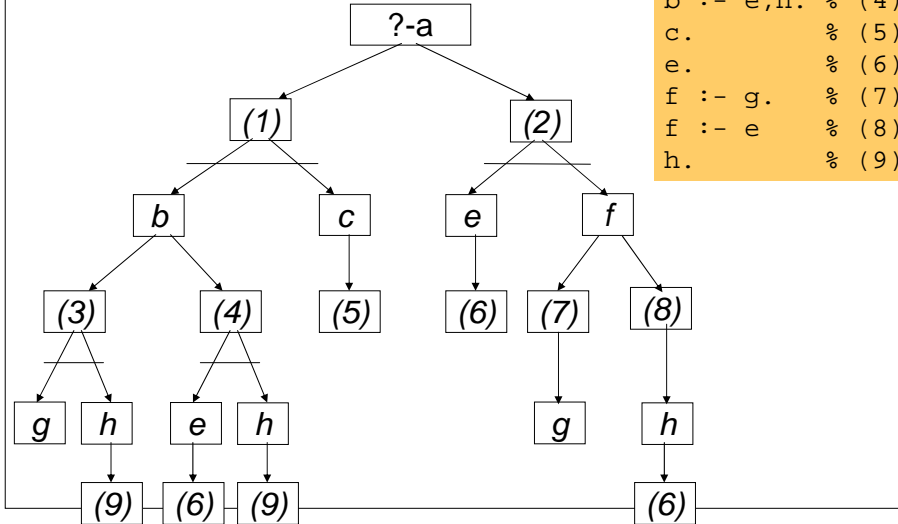 ?-a
b :- e,h. % (4)
c. % (5)
e. % (6)
f :- g. % (7)
f :- e % (8)
h. % (9)
(1) (2)
b c e f
(3) (4) (5) (6) (7) (8)
g h e h g h
(9) (6) (9) (6)